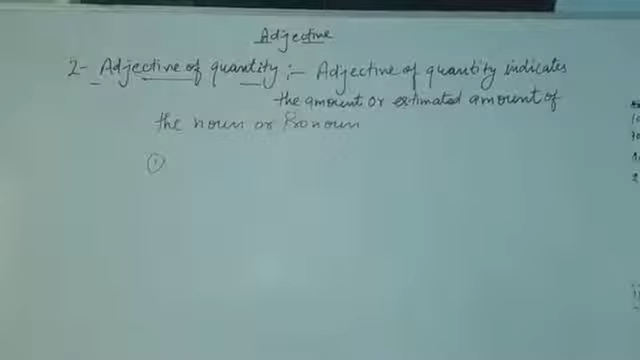 Adjective
2- Adjective of quantity :- Adjective of quantity indicates
the amount or estimated amount of
the noun or Pronoun
①